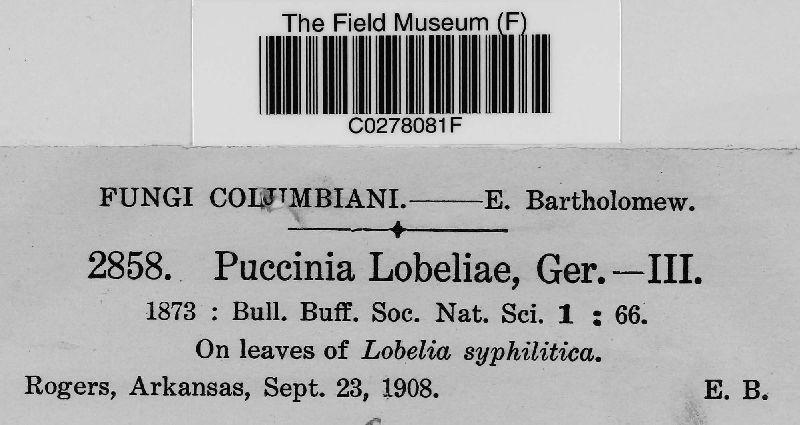 The Field Museum (F)
C0278081F
FUNGI COLUMBIANI.——E. Bartholomew.
2858. Puccinia Lobeliae, Ger.—III.
1873 : Bull. Buff. Soc. Nat. Sci. 1 : 66.
On leaves of Lobelia syphilitica.
Rogers, Arkansas, Sept. 23, 1908. E. B.